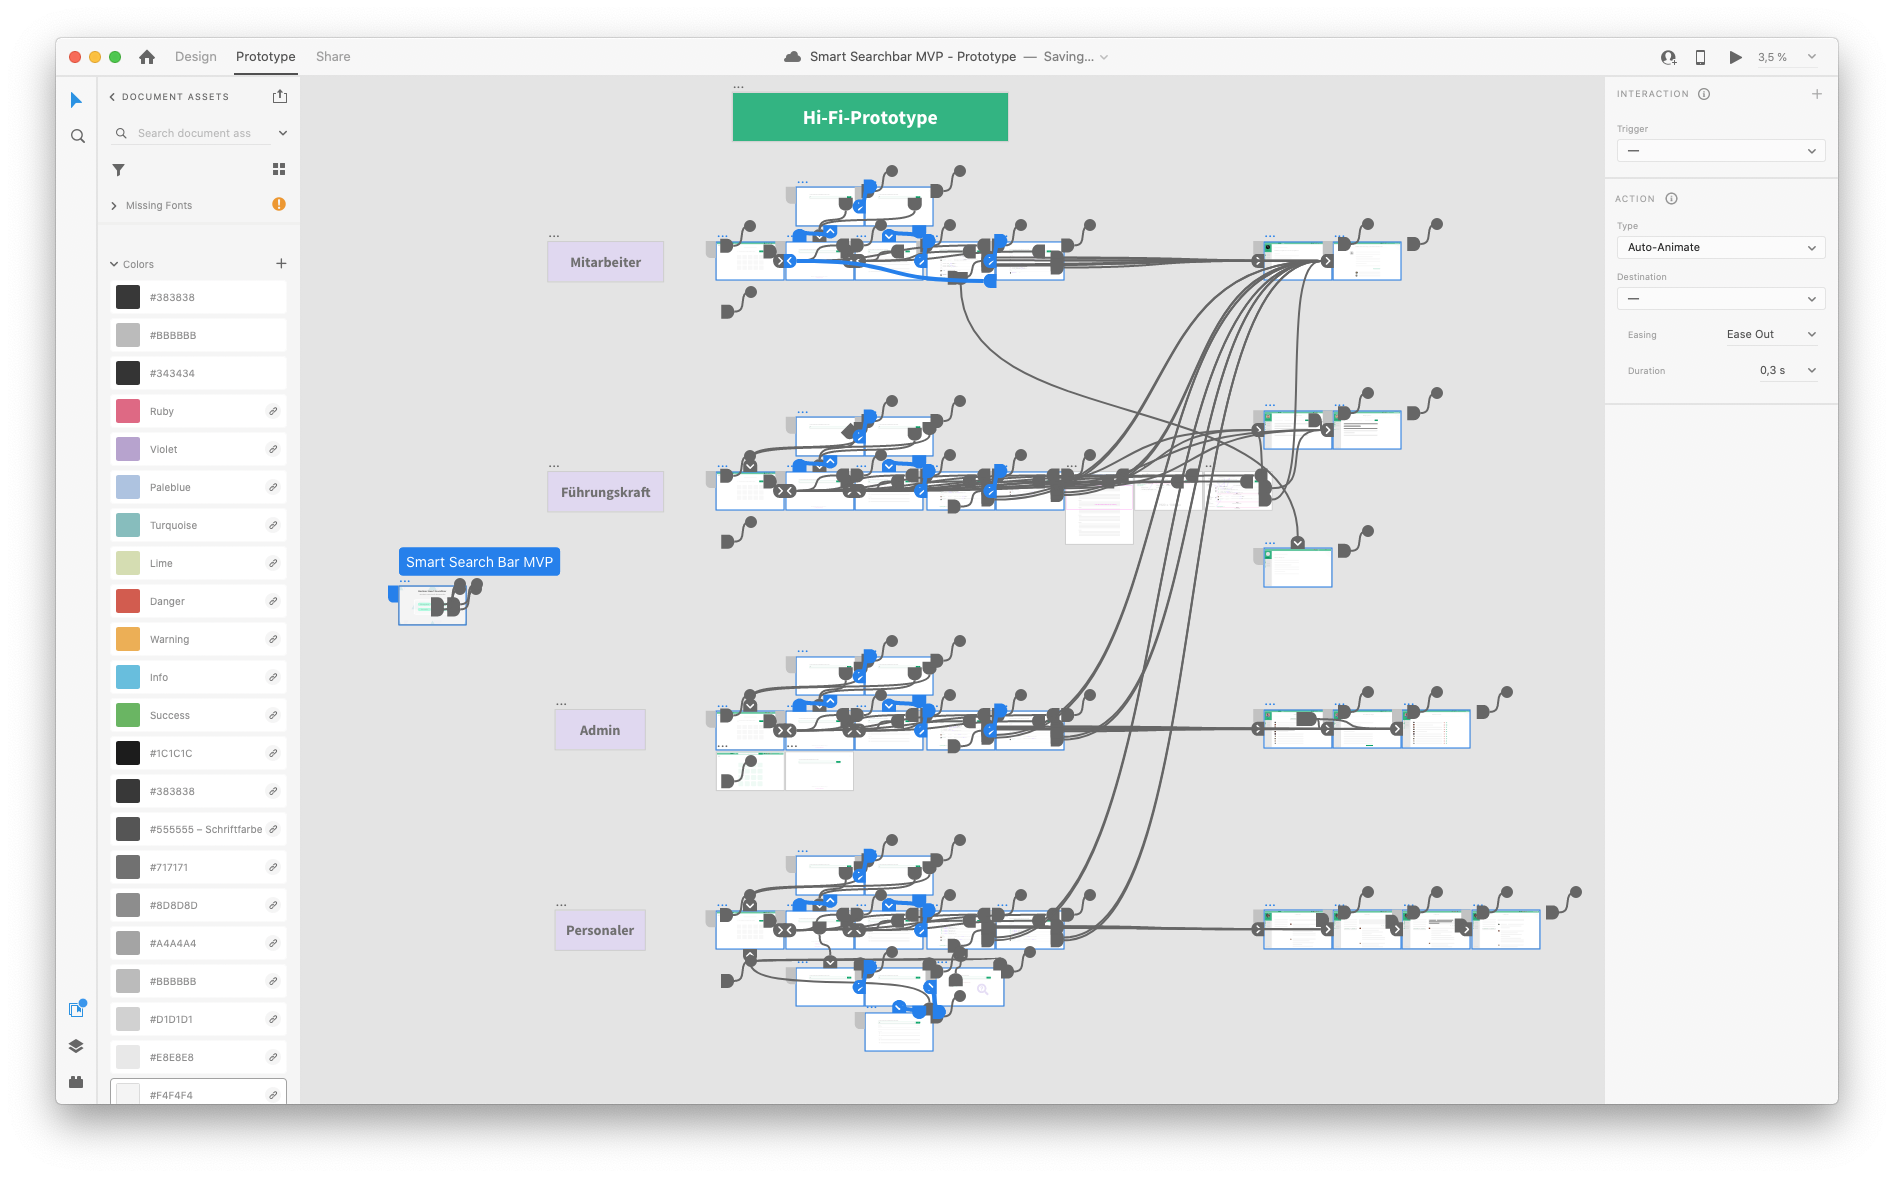 Design
Prototype
Share
Smart Searchbar MVP - Prototype — Saving...
3,5 %
DOCUMENT ASSETS
Search document ass
Missing Fonts
Colors
#383838
#BBBBBB
#343434
Ruby
Violet
Paleblue
Turquoise
Lime
Danger
Warning
Info
Success
#1C1C1C
#383838
#555555 – Schriftfarbe
#717171
#8D8D8D
#A4A4A4
#BBBBBB
#D1D1D1
#E8E8E8
#F4F4F4
Hi-Fi-Prototype
Mitarbeiter
Führungskraft
Smart Search Bar MVP
Admin
Personaler
INTERACTION
Trigger
—
ACTION
Type
Auto-Animate
Destination
—
Easing
Ease Out
Duration
0,3 s